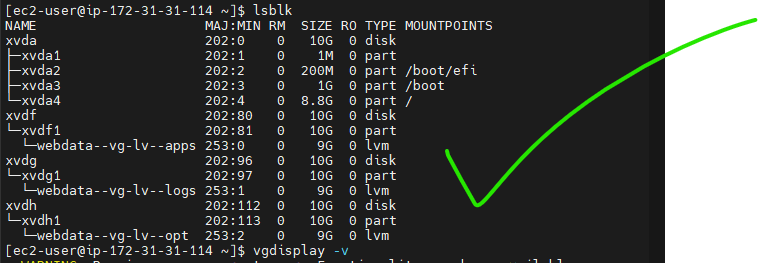 [ec2-user@ip-172-31-31-114 ~]$ lsblk
NAME MAJ:MIN RM SIZE RO TYPE MOUNTPOINTS
xvda 202:0 0 10G 0 disk
├─xvda1 202:1 0 1M 0 part
├─xvda2 202:2 0 200M 0 part /boot/efi
├─xvda3 202:3 0 1G 0 part /boot
└─xvda4 202:4 0 8.8G 0 part /
xvdf 202:80 0 10G 0 disk
└─xvdf1 202:81 0 10G 0 part
└─webdata--vg-lv--apps 253:0 0 9G 0 lvm
xvdg 202:96 0 10G 0 disk
└─xvdg1 202:97 0 10G 0 part
└─webdata--vg-lv--logs 253:1 0 9G 0 lvm
xvdh 202:112 0 10G 0 disk
└─xvdh1 202:113 0 10G 0 part
└─webdata--vg-lv--opt 253:2 0 9G 0 lvm
[ec2-user@ip-172-31-31-114 ~]$ vgdisplay -v